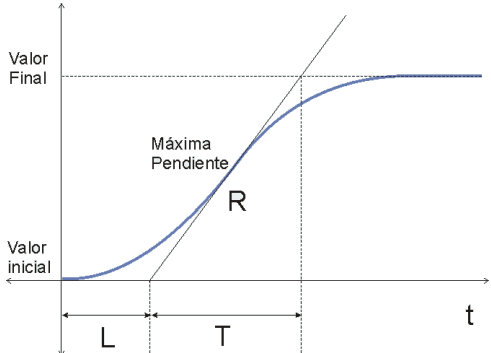 Valor
Final
Máxima
Pendiente
R
Valor
inicial
t
L
T